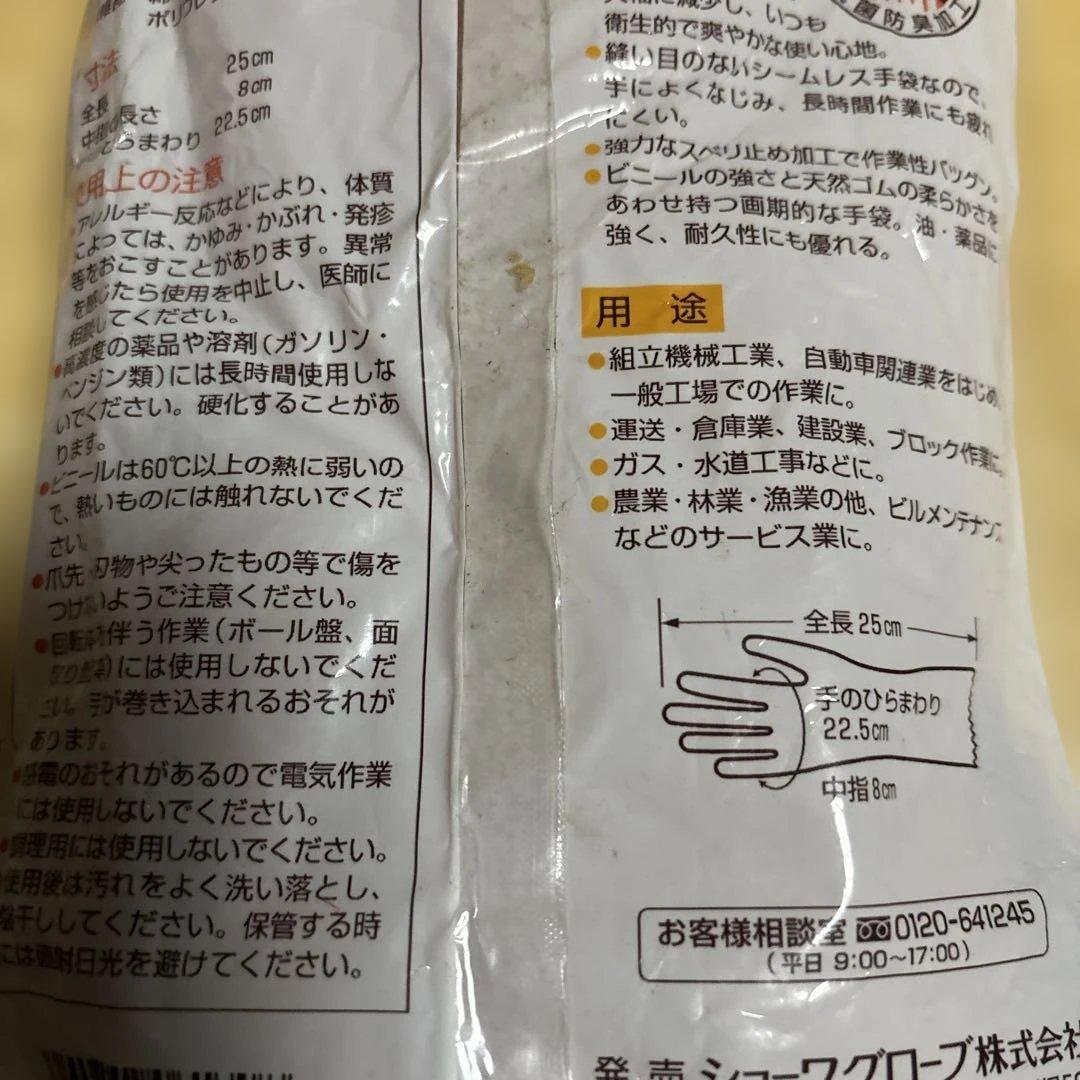 ポリウレ
寸法
全長 25cm
中指の長さ 8cm
てのひらまわり 22.5cm
使用上の注意
アレルギー反応などにより、体質
によっては、かゆみ・かぶれ・発疹
等をおこすことがあります。異常
を感じたら使用を中止し、医師に
相談してください。
●高濃度の薬品や溶剤(ガソリン・
ベンジン類)には長時間使用しな
いでください。硬化することがあ
ります。
●ビニールは60℃以上の熱に弱いの
で、熱いものには触れないでくだ
さい。
●爪先、刃物や尖ったもの等で傷を
つけないようご注意ください。
●回転を伴う作業(ボール盤、面
取り盤等)には使用しないでくだ
さい。手が巻き込まれるおそれが
あります。
●感電のおそれがあるので電気作業
には使用しないでください。
●調理用には使用しないでください。
使用後は汚れをよく洗い落とし、
陰干ししてください。保管する時
には直射日光を避けてください。
大幅に減少し、いつも
衛生的で爽やかな使い心地。
●縫い目のないシームレス手袋なので、
手によくなじみ、長時間作業にも疲れ
にくい。
●強力なスベリ止め加工で作業性バツグン。
●ビニールの強さと天然ゴムの柔らかさを
あわせ持つ画期的な手袋。油・薬品に
強く、耐久性にも優れる。
菌防臭加工
用途
●組立機械工業、自動車関連業をはじめ、
一般工場での作業に。
●運送・倉庫業、建設業、ブロック作業に。
●ガス・水道工事などに。
●農業・林業・漁業の他、ビルメンテナンス
などのサービス業に。
全長25cm
手のひらまわり
22.5cm
中指8cm
お客様相談室 0120-641245
(平日 9:00～17:00)
発売 ショーワグローブ株式会社